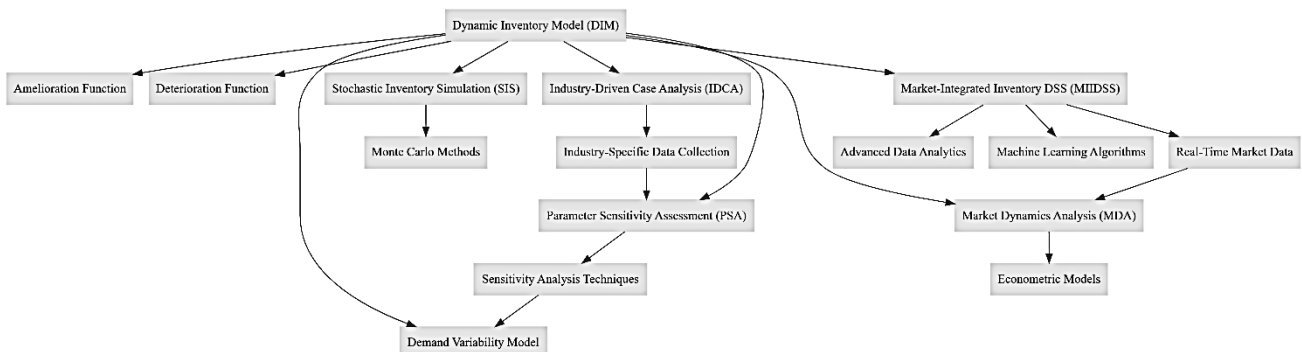 Dynamic Inventory Model (DIM)
Amelioration Function
Deterioration Function
Stochastic Inventory Simulation (SIS)
Industry-Driven Case Analysis (IDCA)
Market-Integrated Inventory DSS (MIIDSS)
Monte Carlo Methods
Industry-Specific Data Collection
Advanced Data Analytics
Machine Learning Algorithms
Real-Time Market Data
Parameter Sensitivity Assessment (PSA)
Market Dynamics Analysis (MDA)
Sensitivity Analysis Techniques
Econometric Models
Demand Variability Model